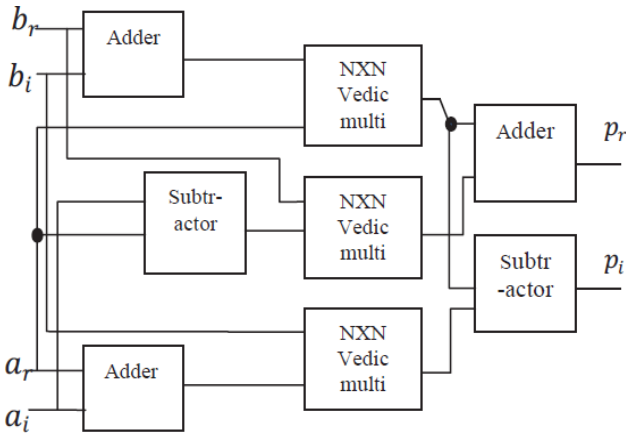 b_r
Adder
b_i
NXN
Vedic
multi
Adder
p_r
Subtr-
actor
NXN
Vedic
multi
Subtr
-actor
p_i
NXN
Vedic
multi
a_r
Adder
a_i